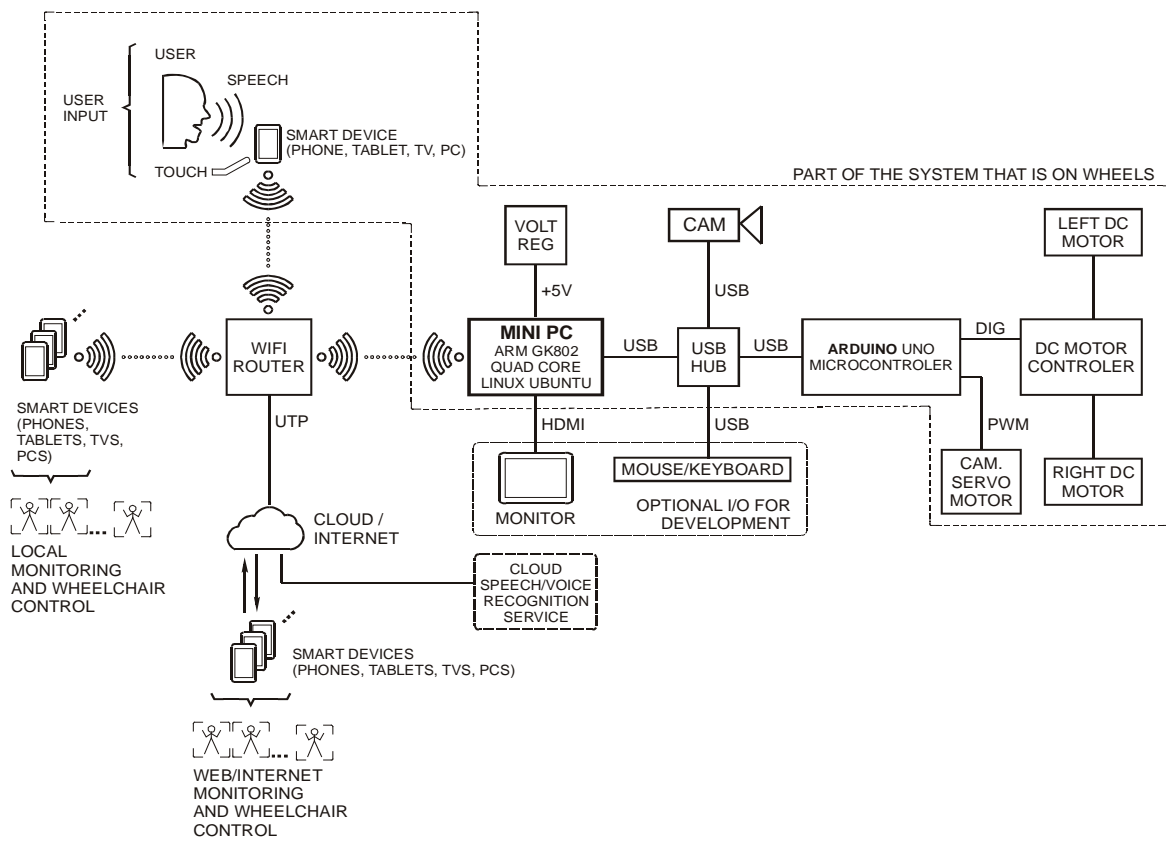 USER
SPEECH
USER
INPUT
SMART DEVICE
(PHONE, TABLET, TV, PC)
TOUCH
PART OF THE SYSTEM THAT IS ON WHEELS
VOLT
REG
CAM
LEFT DC
MOTOR
+5V
USB
WIFI
ROUTER
MINI PC
ARM GK802
QUAD CORE
LINUX UBUNTU
USB
USB
HUB
USB
ARDUINO UNO
MICROCONTROLER
DIG
DC MOTOR
CONTROLER
SMART DEVICES
(PHONES,
TABLETS, TVS,
PCS)
UTP
HDMI
USB
PWM
MONITOR
MOUSE/KEYBOARD
OPTIONAL I/O FOR
DEVELOPMENT
CAM.
SERVO
MOTOR
RIGHT DC
MOTOR
...
LOCAL
MONITORING
AND WHEELCHAIR
CONTROL
CLOUD /
INTERNET
CLOUD
SPEECH/VOICE
RECOGNITION
SERVICE
SMART DEVICES
(PHONES, TABLETS, TVS, PCS)
...
WEB/INTERNET
MONITORING
AND WHEELCHAIR
CONTROL